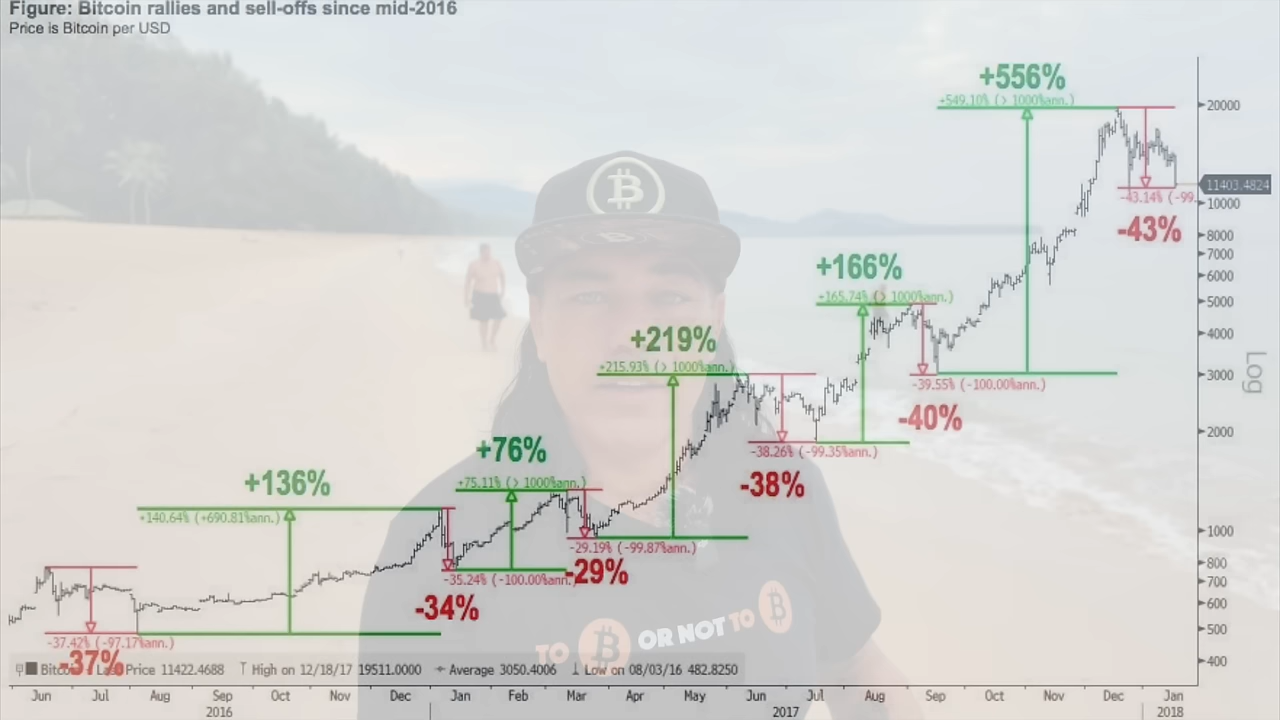 Figure: Bitcoin rallies and sell-offs since mid-2016
Price is Bitcoin per USD
+556%
+549.10% (> 1000%ann.)
20000
11403.4824
-43.14% (-99.
10000
-43%
8000
7000
6000
+166%
+165.74% (> 1000%ann.)
5000
4000
+219%
+215.93% (> 1000%ann.)
3000
-39.55% (-100.00%ann.)
Log
-40%
2000
+76%
-38.26% (-99.35%ann.)
+75.11% (> 1000%ann.)
-38%
+136%
+140.64% (+690.81%ann.)
1000
-29.19% (-99.87%ann.)
800
-29%
-35.24% (-100.00%ann.)
700
-34%
600
500
TO B OR NOT TO B
-37.42% (-97.17%ann.)
-37%
400
Price 11422.4688 High on 12/18/17 19511.0000 Average 3050.4006 Low on 08/03/16 482.8250
Jun Jul Aug Sep Oct Nov Dec Jan Feb Mar Apr May Jun Jul Aug Sep Oct Nov Dec Jan
2016 2017 2018